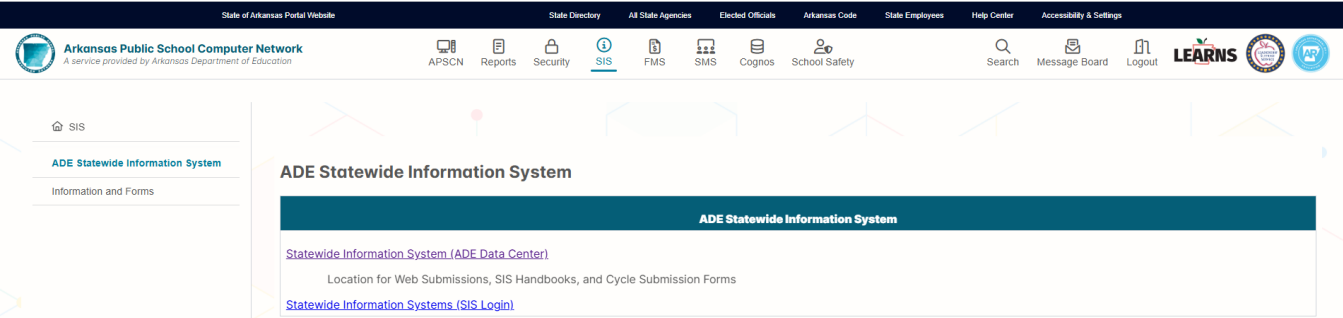 State of Arkansas Portal Website
State Directory
All State Agencies
Elected Officials
Arkansas Code
State Employees
Help Center
Accessibility & Settings
Arkansas Public School Computer Network
A service provided by Arkansas Department of Education
APSCN
Reports
Security
SIS
FMS
SMS
Cognos
School Safety
Search
Message Board
Logout
LEARNS
AR
SIS
ADE Statewide Information System
Information and Forms
ADE Statewide Information System
ADE Statewide Information System
Statewide Information System (ADE Data Center)
Location for Web Submissions, SIS Handbooks, and Cycle Submission Forms
Statewide Information Systems (SIS Login)